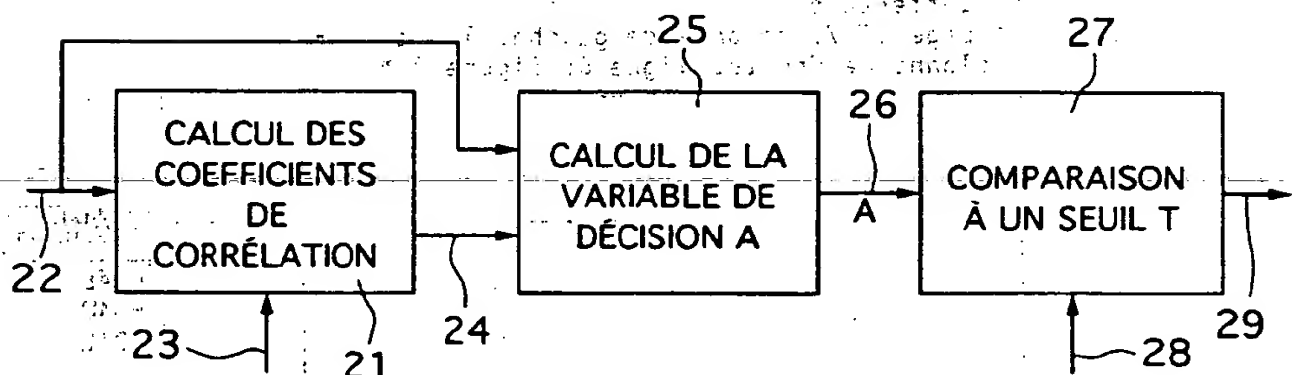 25
27
CALCUL DES
COEFFICIENTS
DE
CORRÉLATION
CALCUL DE LA
VARIABLE DE
DÉCISION A
26
A
COMPARAISON
À UN SEUIL T
22
23
21
24
28
29